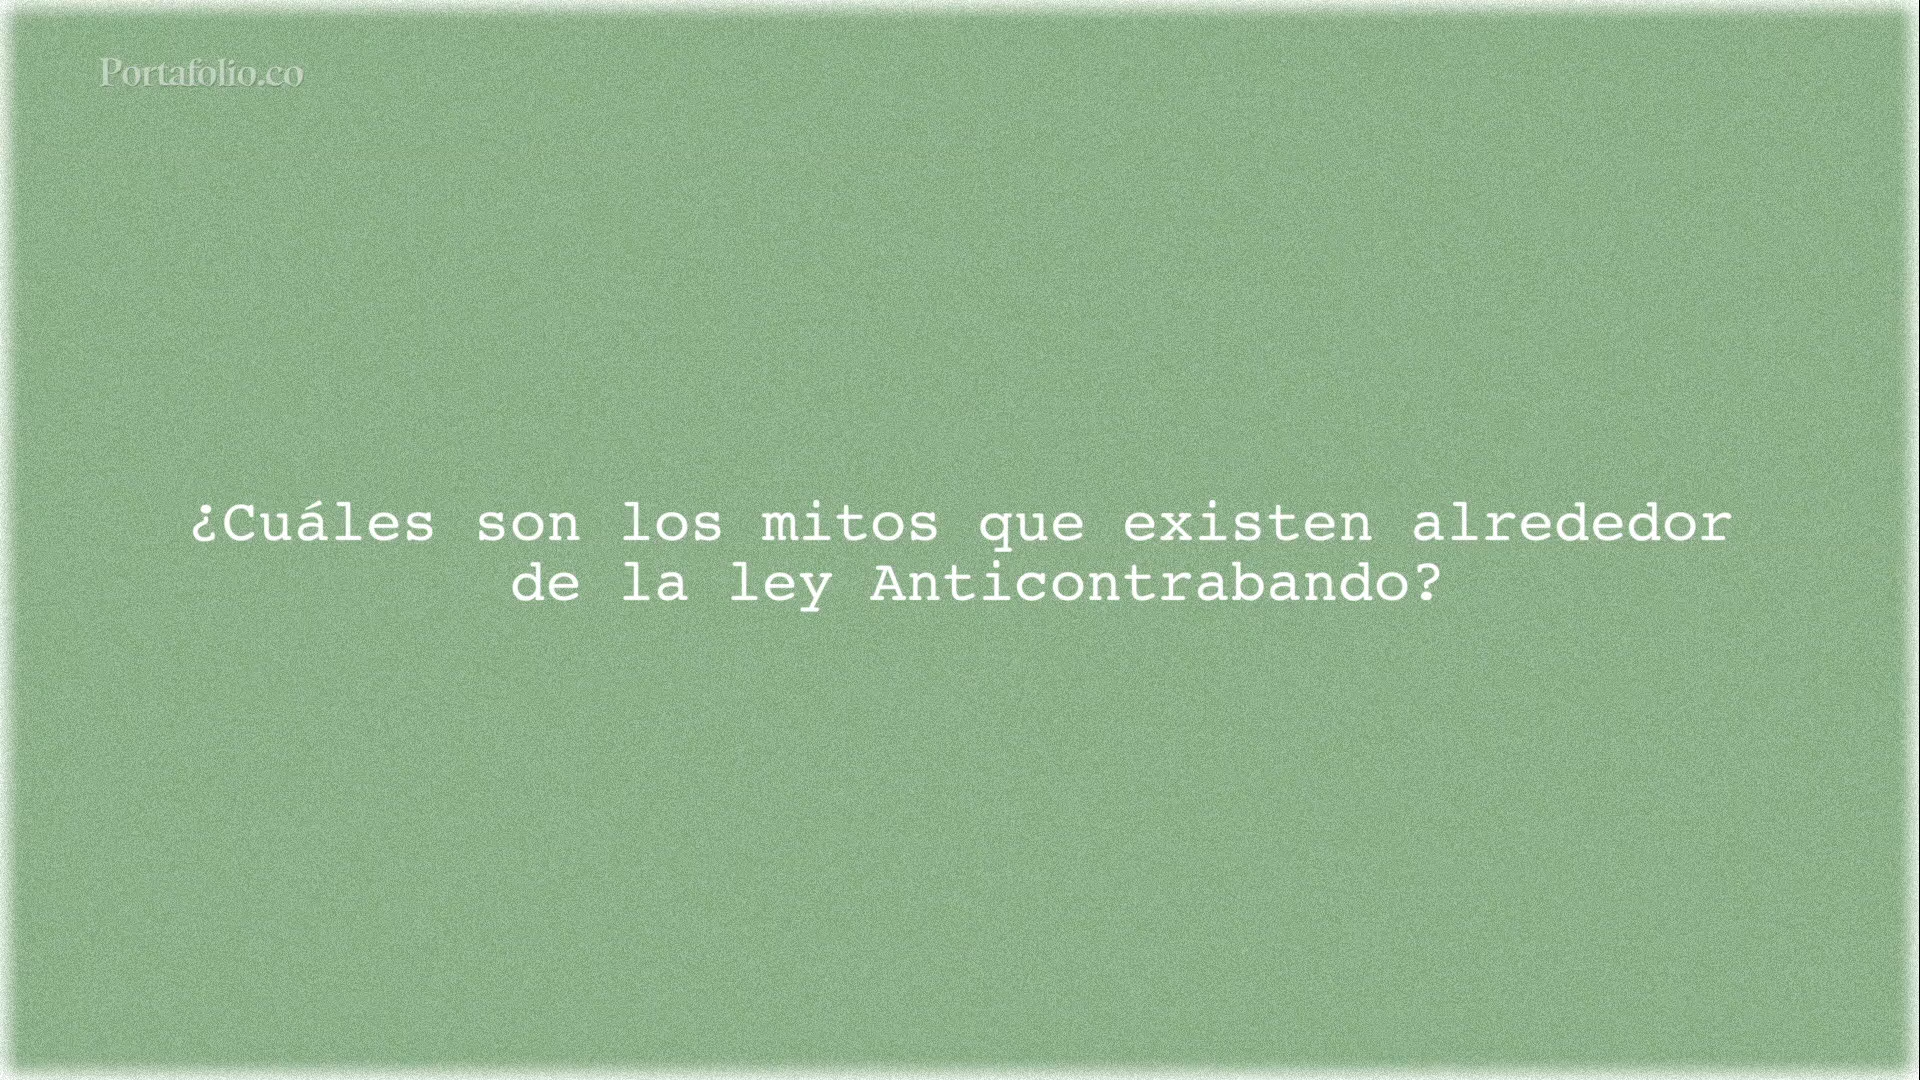 Portafolio.co
¿Cuáles son los mitos que existen alrededor
de la ley Anticontrabando?